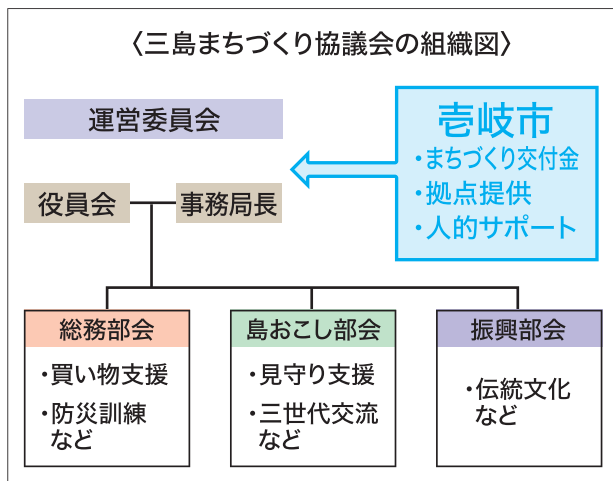 〈三島まちづくり協議会の組織図〉
運営委員会
壱岐市
・まちづくり交付金
・拠点提供
・人的サポート
役員会
事務局長
総務部会
・買い物支援
・防災訓練
など
島おこし部会
・見守り支援
・三世代交流
など
振興部会
・伝統文化
など